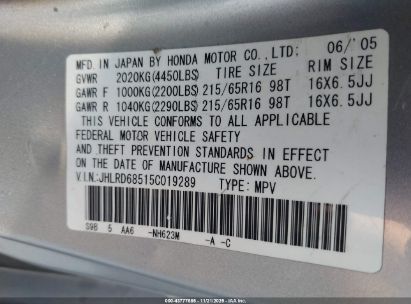 MFD. IN JAPAN BY HONDA MOTOR CO., LTD: 06/'05
GVWR 2020KG(4450LBS) TIRE SIZE RIM SIZE
GAWR F 1000KG(2200LBS) 215/65R16 98T 16X6.5JJ
GAWR R 1040KG(2290LBS) 215/65R16 98T 16X6.5JJ
THIS VEHICLE CONFORMS TO ALL APPLICABLE
FEDERAL MOTOR VEHICLE SAFETY
AND THEFT PREVENTION STANDARDS IN EFFECT
ON THE DATE OF MANUFACTURE SHOWN ABOVE.
V.I.N:JHLRD68515C019289 TYPE: MPV
S9B 5 AA6 -NH623M -A -C